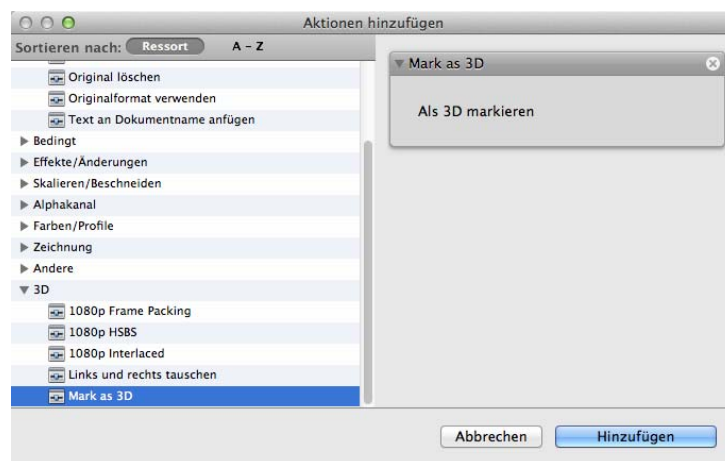 Aktionen hinzufügen
Sortieren nach: Ressort A – Z
Original löschen
Originalformat verwenden
Text an Dokumentname anfügen
Bedingt
Effekte/Änderungen
Skalieren/Beschneiden
Alphakanal
Farben/Profile
Zeichnung
Andere
3D
1080p Frame Packing
1080p HSBS
1080p Interlaced
Links und rechts tauschen
Mark as 3D
Mark as 3D
Als 3D markieren
Abbrechen Hinzufügen